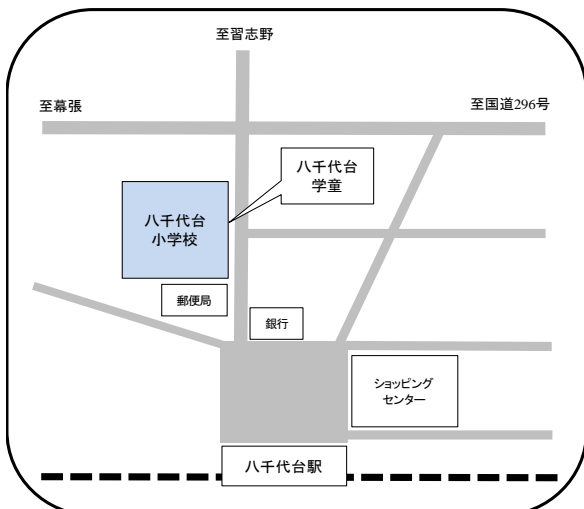 至習志野
至幕張
至国道296号
八千代台
学童
八千代台
小学校
郵便局
銀行
ショッピング
センター
八千代台駅